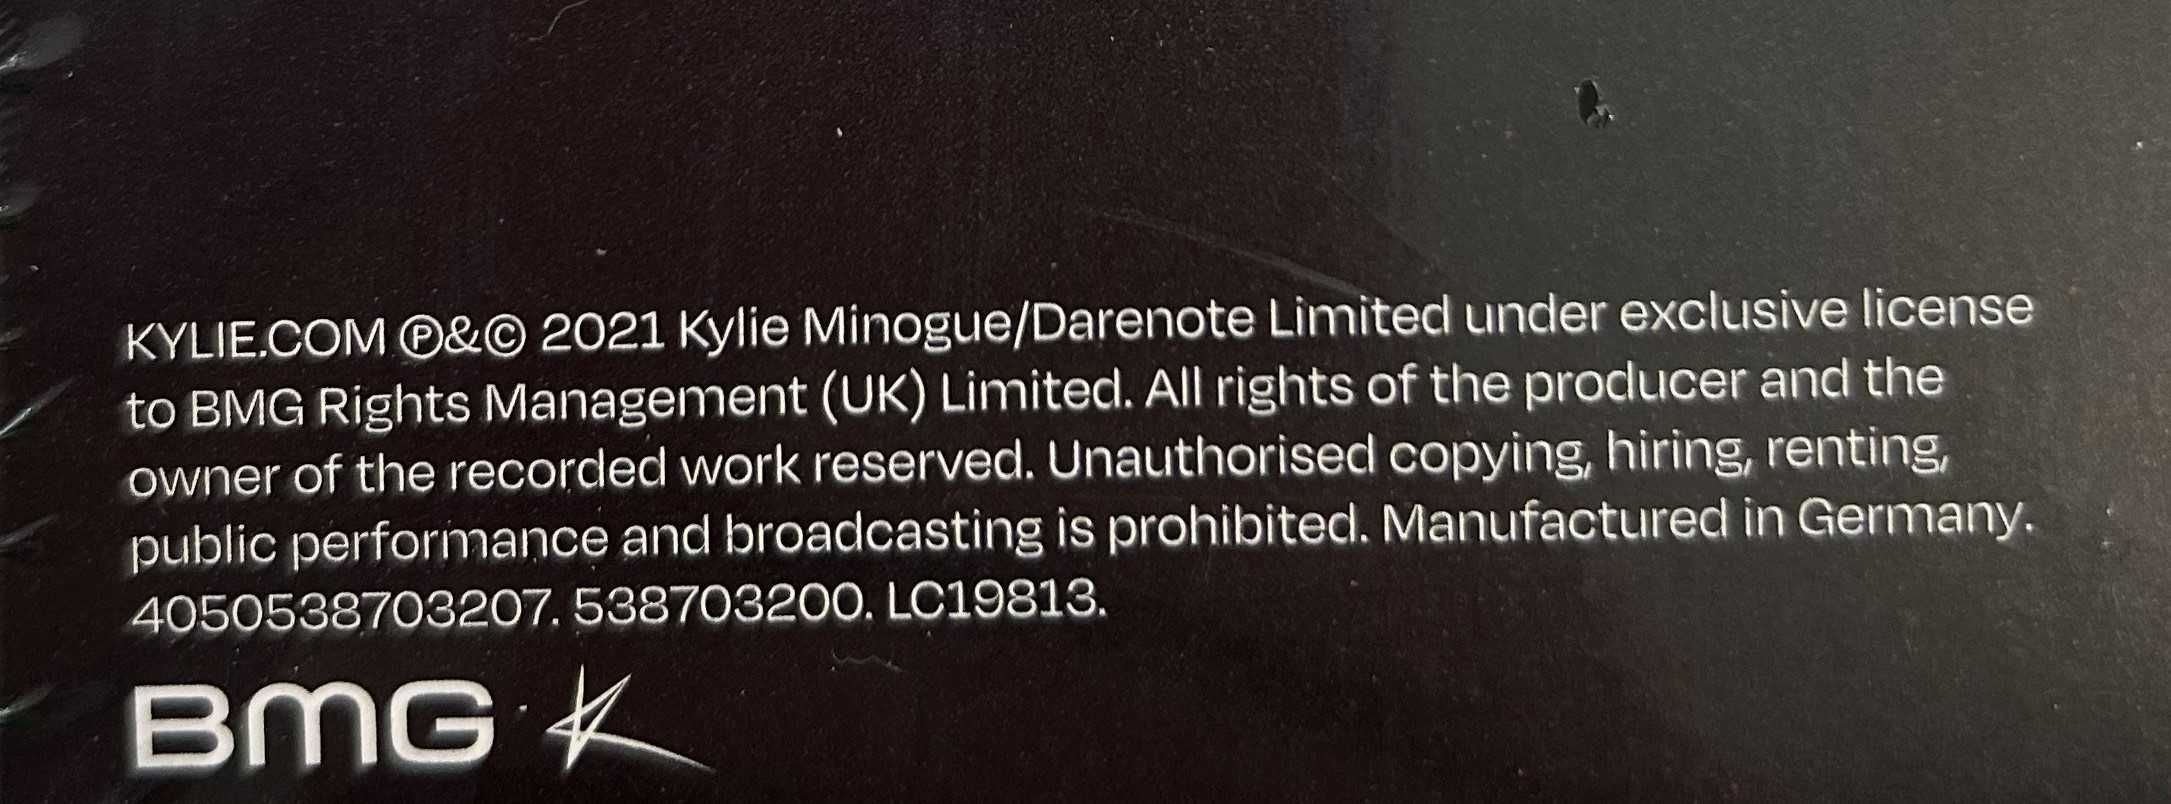 KYLIE.COM ℗&© 2021 Kylie Minogue/Darenote Limited under exclusive license
to BMG Rights Management (UK) Limited. All rights of the producer and the
owner of the recorded work reserved. Unauthorised copying, hiring, renting,
public performance and broadcasting is prohibited. Manufactured in Germany.
4050538703207. 538703200. LC19813.
BMG K